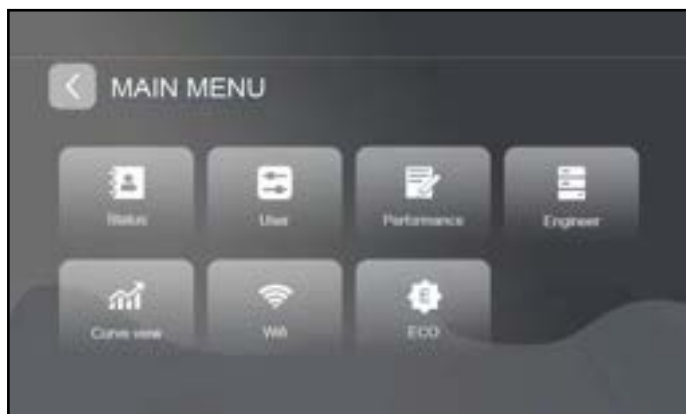 MAIN MENU
Status
User
Performance
Engineer
Curve view
Wifi
E
ECO